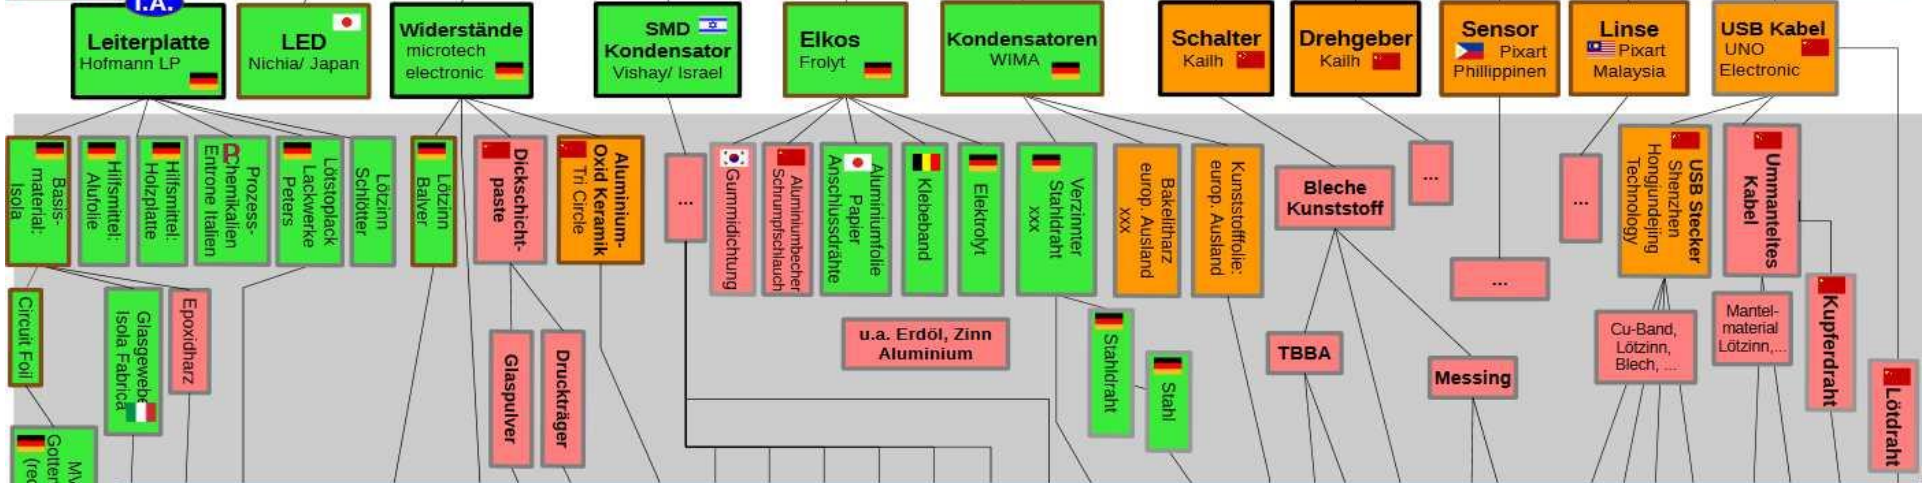 I.A.
Leiterplatte
Hofmann LP
LED
Nichia/ Japan
Widerstände
microtech
electronic
SMD
Kondensator
Vishay/ Israel
Elkos
Frolyt
Kondensatoren
WIMA
Schalter
Kailh
Drehgeber
Kailh
Sensor
Pixart
Phillippinen
Linse
Pixart
Malaysia
USB Kabel
UNO
Electronic
Basis-
material:
Isola
Hilfsmittel:
Alufolie
Hilfsmittel:
Holzplatte
Prozess-
Chemikalien
Entrone Italien
Lötstoplack
Lackwerke
Peters
Lötzinn
Schlötter
Lötzinn
Balver
Dickschicht-
paste
Aluminium-
Oxid Keramik
Tri Circle
...
Gummidichtung
Aluminiumbecher
Schrumpfschlauch
Aluminiumfolie
Papier
Anschlussdrähte
Klebeband
Elektrolyt
Verzinnter
Stahldraht
xxx
Bakelitharz
europ. Ausland
xxx
Kunststofffolie:
europ. Ausland
Bleche
Kunststoff
...
...
...
USB Stecker
Shenzhen
Hongjundejing
Technology
Ummanteltes
Kabel
Circuit Foil
Glasgewebe
Isola Fabrica
Epoxidharz
Glaspulver
Druckträger
u.a. Erdöl, Zinn
Aluminium
Stahldraht
Stahl
TBBA
Messing
Cu-Band,
Lötzinn,
Blech, ...
Mantel-
material
Lötzinn,...
Kupferdraht
Lötdraht
MV
Gotter
(rec